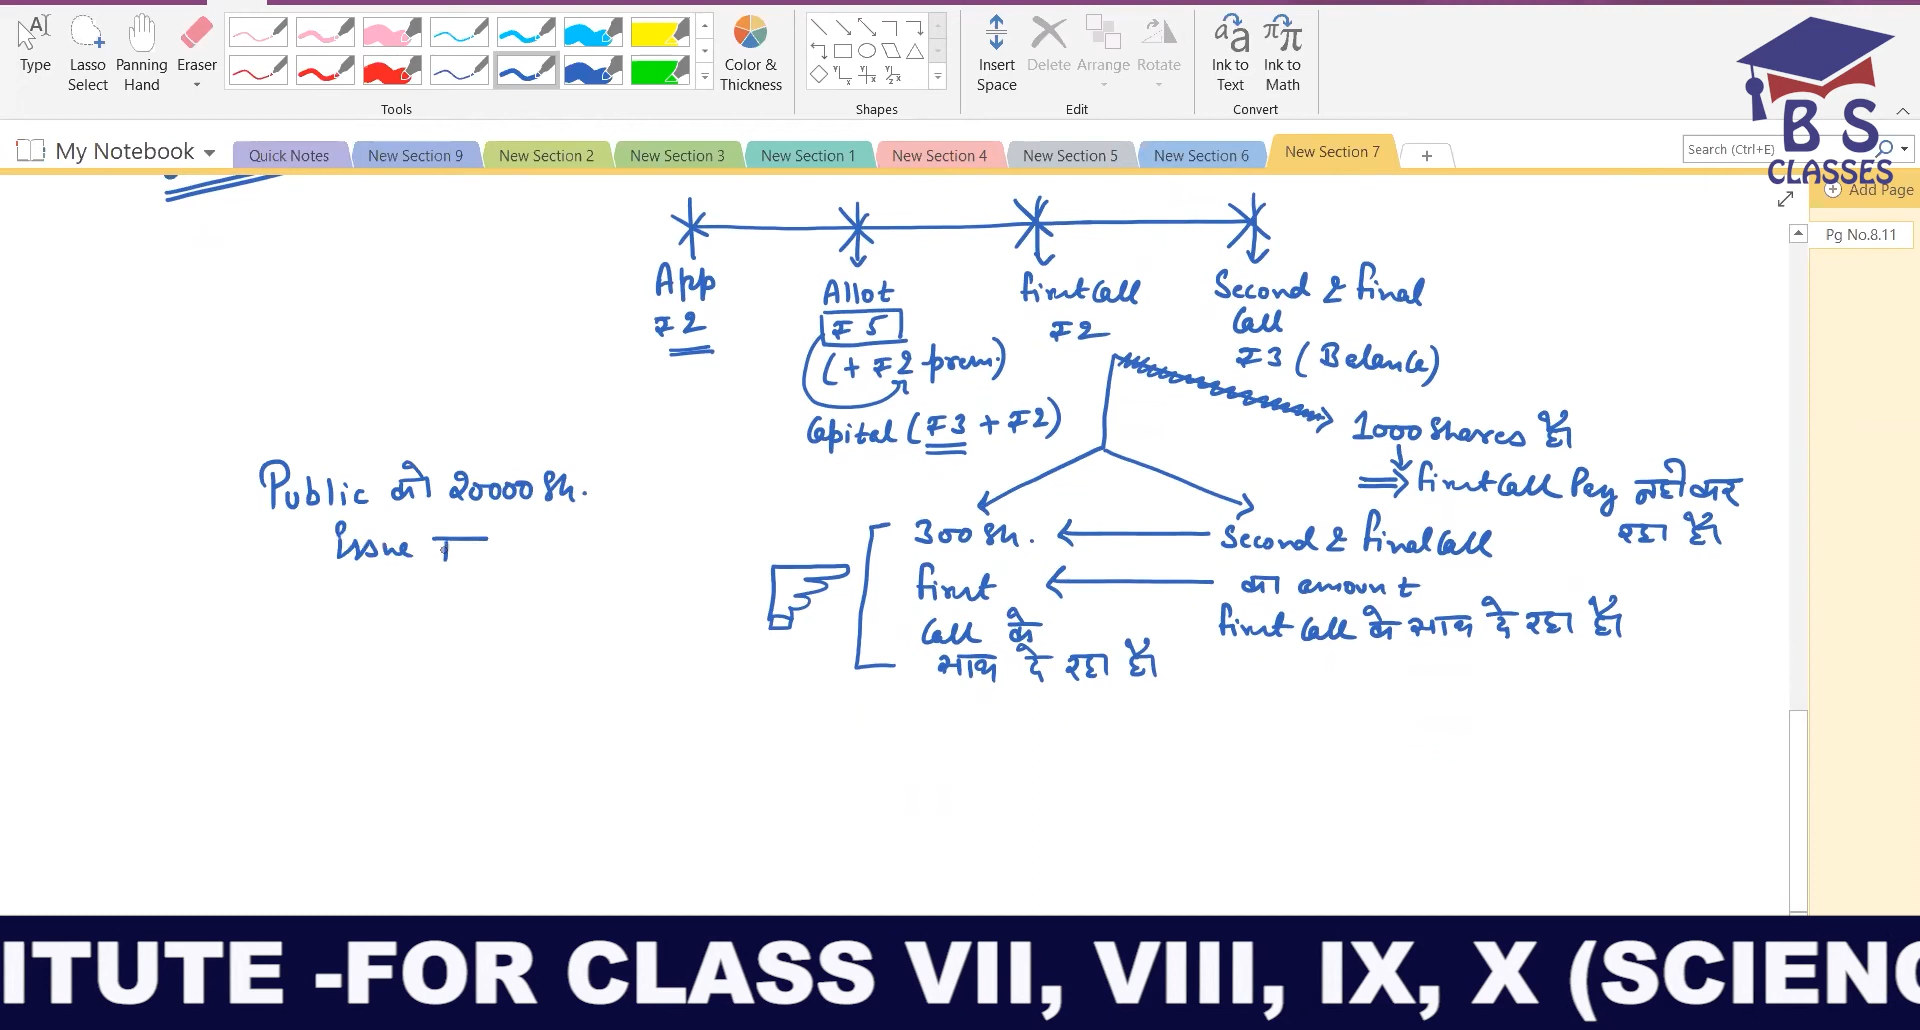 Type
Lasso Select
Panning Hand
Eraser
Tools
Color & Thickness
Shapes
Insert Space
Delete
Arrange
Rotate
Edit
Ink to Text
Ink to Math
Convert
B S
CLASSES
My Notebook
Quick Notes
New Section 9
New Section 2
New Section 3
New Section 1
New Section 4
New Section 5
New Section 6
New Section 7
Search (Ctrl+E)
Add Page
Pg No.8.11
App
₹2
Allot
₹5
(+ ₹2 prem.)
Capital (₹3 + ₹2)
first Call
₹2
Second & final
Call
₹3 (Balance)
1000 Shares है
first Call Pay नही कर
रहा है
Public को 20000 Sh.
Issue
300 Sh.
first
Call के
साथ दे रहा है
Second & final Call
का amount
first Call के साथ दे रहा है
ITUTE -FOR CLASS VII, VIII, IX, X (SCIENC